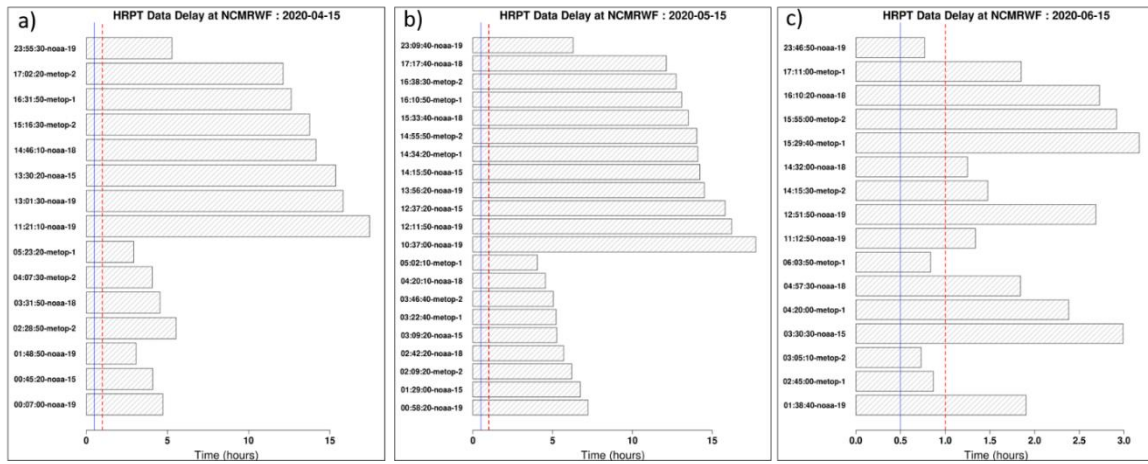 a)
HRPT Data Delay at NCMRWF : 2020-04-15
23:55:30-noaa-19
17:02:20-metop-2
16:31:50-metop-1
15:16:30-metop-2
14:46:10-noaa-18
13:30:20-noaa-15
13:01:30-noaa-19
11:21:10-noaa-19
05:23:20-metop-1
04:07:30-metop-2
03:31:50-noaa-18
02:28:50-metop-2
01:48:50-noaa-19
00:45:20-noaa-15
00:07:00-noaa-19
0 5 10 15
Time (hours)
b)
HRPT Data Delay at NCMRWF : 2020-05-15
23:09:40-noaa-19
17:17:40-noaa-18
16:38:30-metop-2
16:10:50-metop-1
15:33:40-noaa-18
14:55:50-metop-2
14:34:20-metop-1
14:15:50-noaa-15
13:56:20-noaa-19
12:37:20-noaa-15
12:11:50-noaa-19
10:37:00-noaa-19
05:02:10-metop-1
04:20:10-noaa-18
03:46:40-metop-2
03:22:40-metop-1
03:09:20-noaa-15
02:42:20-noaa-18
02:09:20-metop-2
01:29:00-noaa-15
00:58:20-noaa-19
0 5 10 15
Time (hours)
c)
HRPT Data Delay at NCMRWF : 2020-06-15
23:46:50-noaa-19
17:11:00-metop-1
16:10:20-noaa-18
15:55:00-metop-2
15:29:40-metop-1
14:32:00-noaa-18
14:15:30-metop-2
12:51:50-noaa-19
11:12:50-noaa-19
06:03:50-metop-1
04:57:30-noaa-18
04:20:00-metop-1
03:30:30-noaa-15
03:05:10-metop-2
02:45:00-metop-1
01:38:40-noaa-19
0.0 0.5 1.0 1.5 2.0 2.5 3.0
Time (hours)